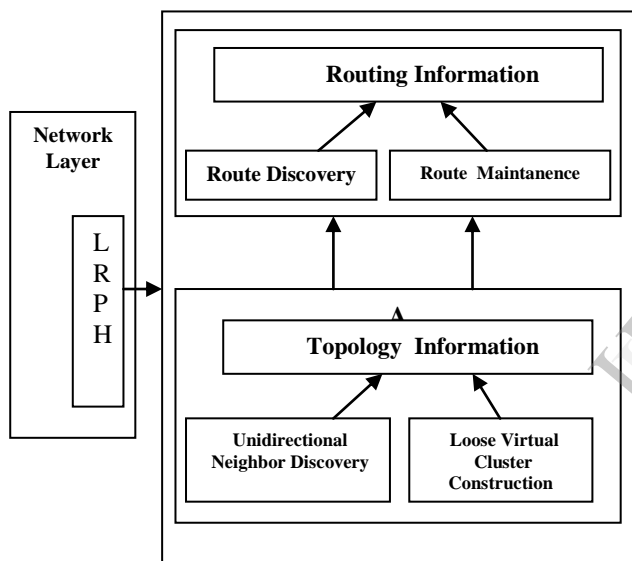 Routing Information
Network
Layer
Route Discovery
Route Maintanence
L
R
P
H
Topology Information
Unidirectional
Neighbor Discovery
Loose Virtual
Cluster
Construction